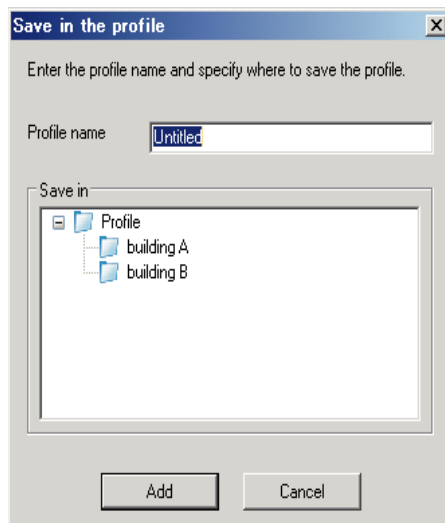 Save in the profile
Enter the profile name and specify where to save the profile.
Profile name
Untitled
Save in
Profile
building A
building B
Add
Cancel